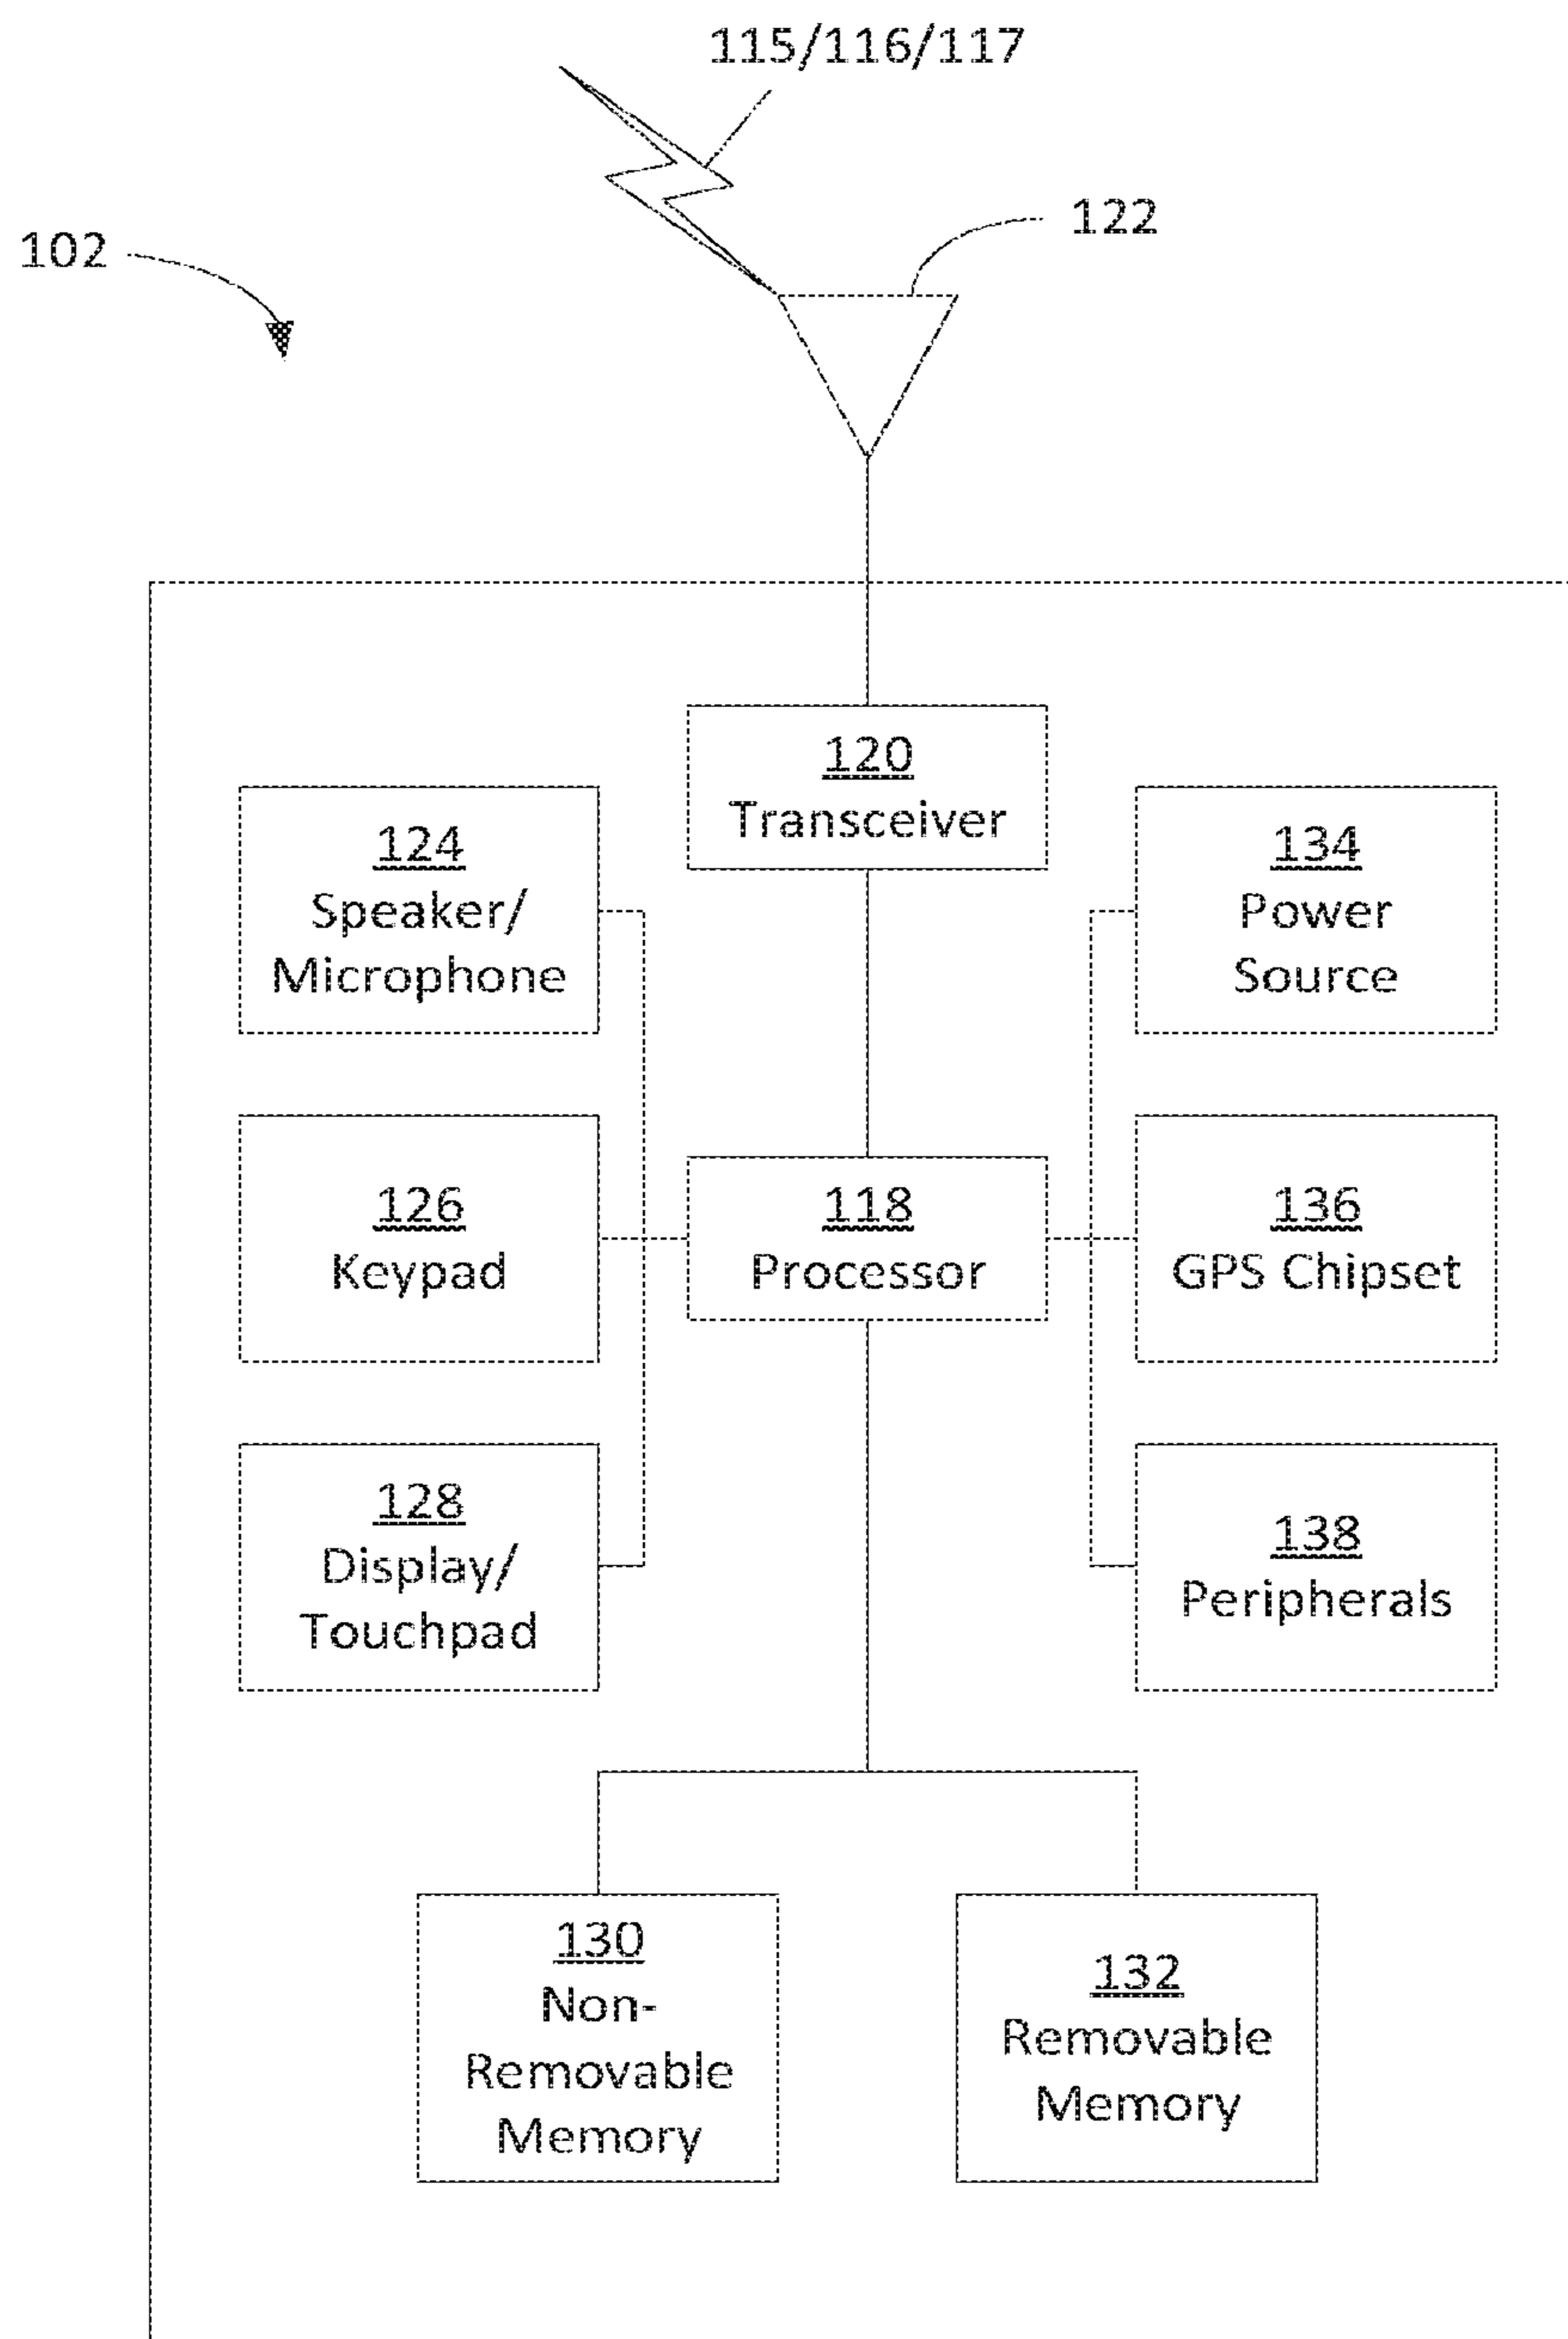 115/116/117
122
102
120
Transceiver
124
Speaker/
Microphone
134
Power
Source
126
Keypad
118
Processor
136
GPS Chipset
128
Display/
Touchpad
138
Peripherals
130
Non-
Removable
Memory
132
Removable
Memory